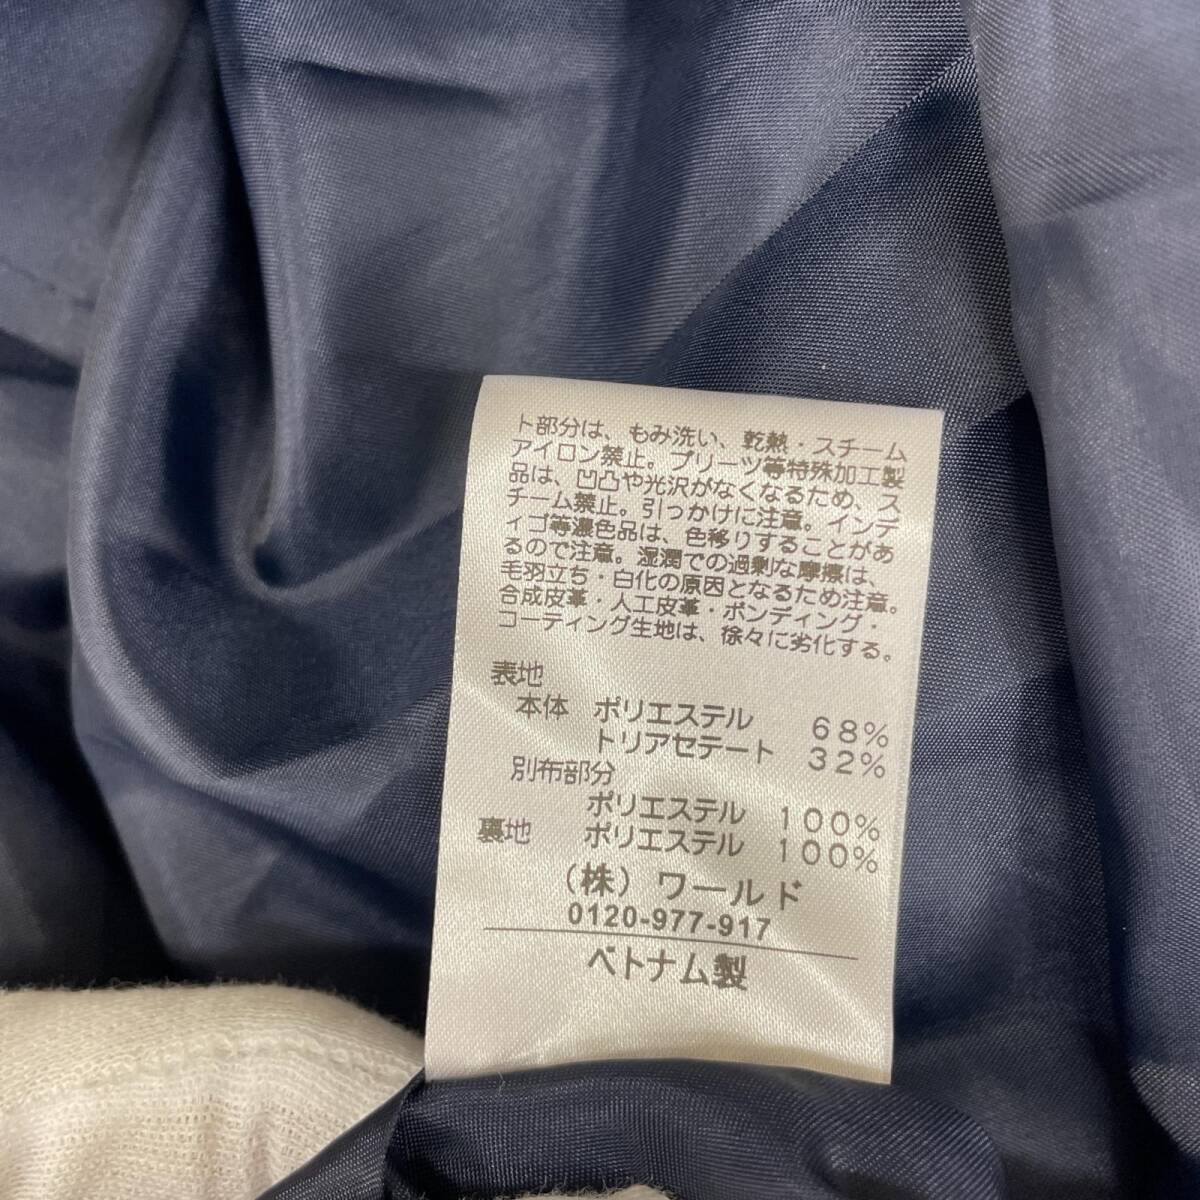 ト部分は、もみ洗い、乾熱・スチーム
アイロン禁止。プリーツ等特殊加工製
品は、凹凸や光沢がなくなるため、ス
チーム禁止。引っかけに注意。インデ
ィゴ等濃色品は、色移りすることがあ
るので注意。湿潤での過剰な摩擦は、
毛羽立ち・白化の原因となるため注意。
合成皮革・人工皮革・ボンディング・
コーティング生地は、徐々に劣化する。
表地
本体 ポリエステル 68%
トリアセテート 32%
別布部分
ポリエステル 100%
裏地 ポリエステル 100%
(株) ワールド
0120-977-917
ベトナム製